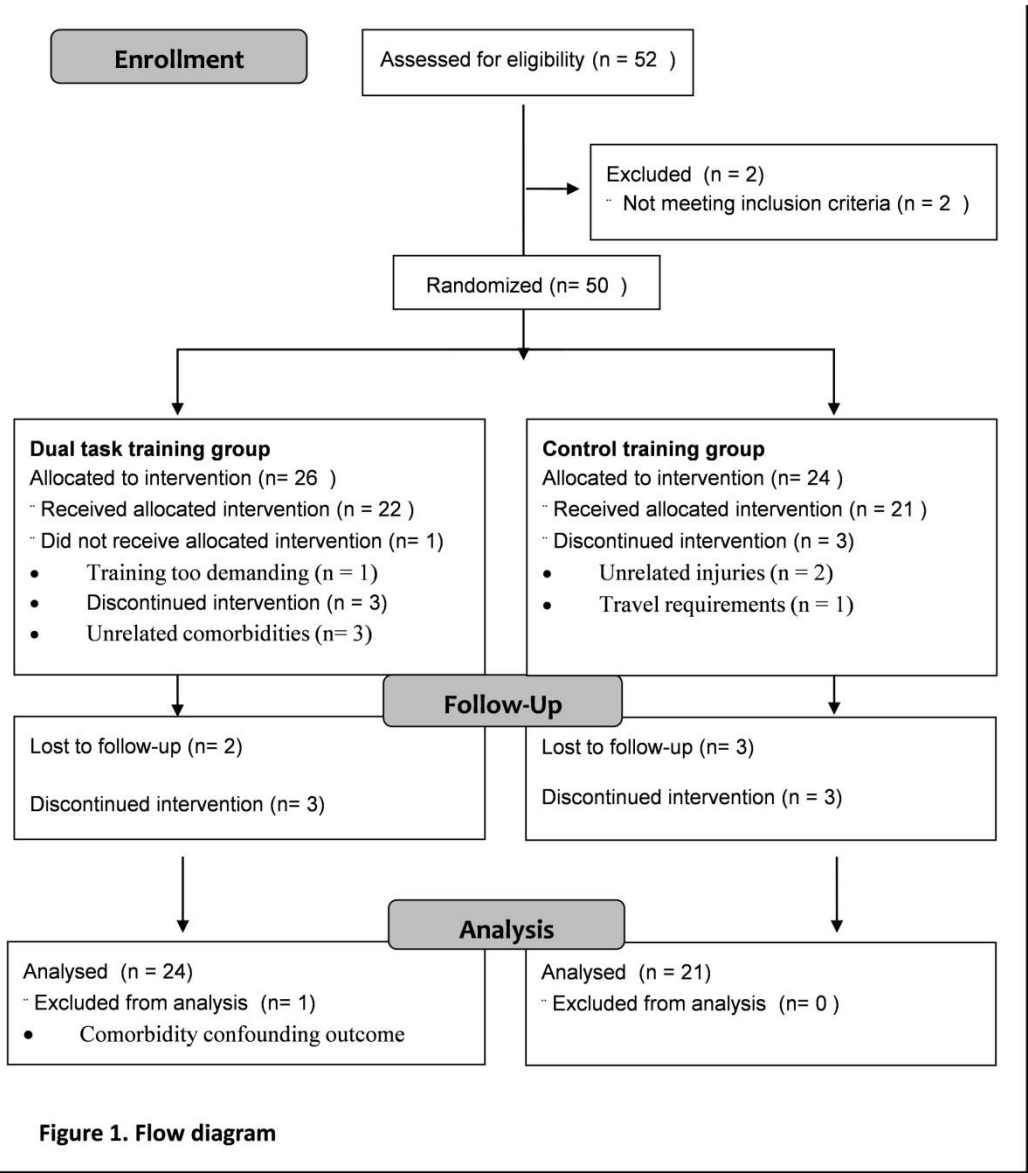 Enrollment
Assessed for eligibility (n = 52 )
Excluded (n = 2)
¨ Not meeting inclusion criteria (n = 2 )
Randomized (n= 50 )
Dual task training group
Allocated to intervention (n= 26 )
¨ Received allocated intervention (n = 22 )
¨ Did not receive allocated intervention (n= 1)
• Training too demanding (n = 1)
• Discontinued intervention (n = 3)
• Unrelated comorbidities (n= 3)
Control training group
Allocated to intervention (n= 24 )
¨ Received allocated intervention (n = 21 )
¨ Discontinued intervention (n = 3)
• Unrelated injuries (n = 2)
• Travel requirements (n = 1)
Follow-Up
Lost to follow-up (n= 2)
Discontinued intervention (n= 3)
Lost to follow-up (n= 3)
Discontinued intervention (n = 3)
Analysis
Analysed (n = 24)
¨ Excluded from analysis (n= 1)
• Comorbidity confounding outcome
Analysed (n = 21)
¨ Excluded from analysis (n= 0 )
Figure 1. Flow diagram